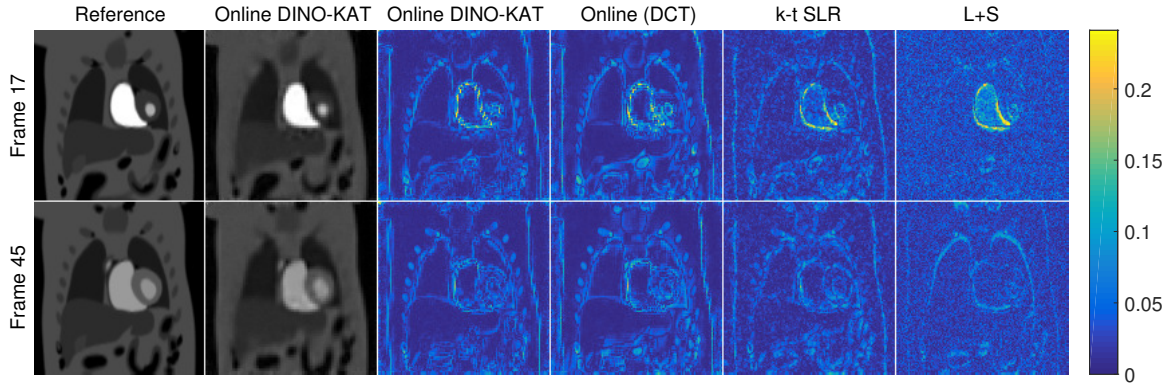 Reference Online DINO-KAT Online DINO-KAT Online (DCT) k-t SLR L+S
Frame 17
Frame 45
0.2
0.15
0.1
0.05
0